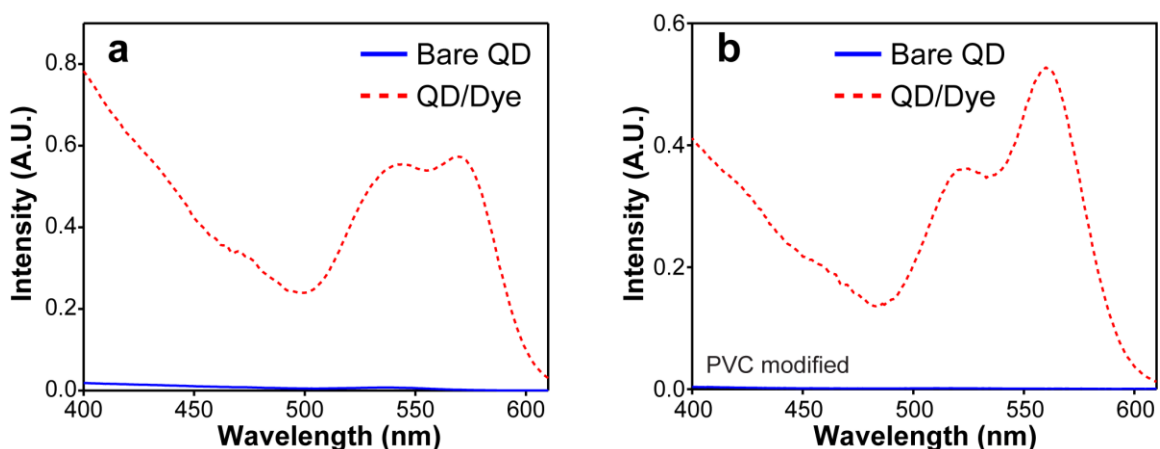 a
Bare QD
QD/Dye
Intensity (A.U.)
0.8
0.6
0.4
0.2
0.0
400
450
500
550
600
Wavelength (nm)
b
Bare QD
QD/Dye
Intensity (A.U.)
0.6
0.4
0.2
0.0
PVC modified
400
450
500
550
600
Wavelength (nm)